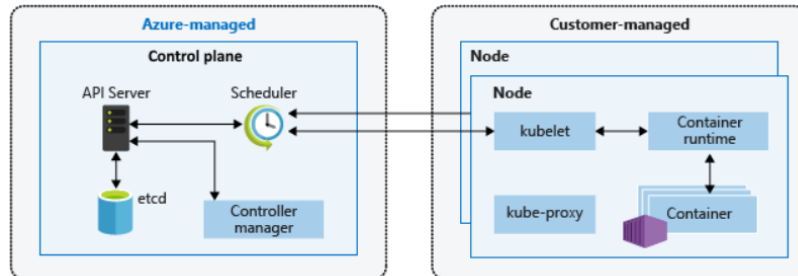 Azure-managed
Control plane
API Server
Scheduler
etcd
Controller
manager
Customer-managed
Node
Node
kubelet
Container
runtime
kube-proxy
Container